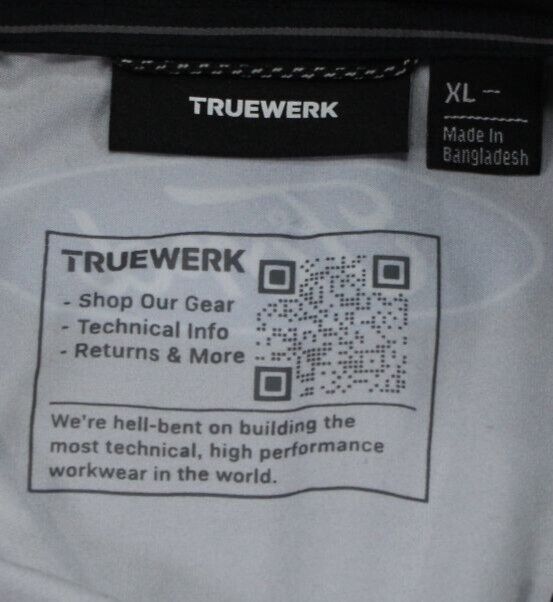 TRUEWERK
XL --
Made In
Bangladesh
TRUEWERK
- Shop Our Gear
- Technical Info
- Returns & More
We're hell-bent on building the
most technical, high performance
workwear in the world.